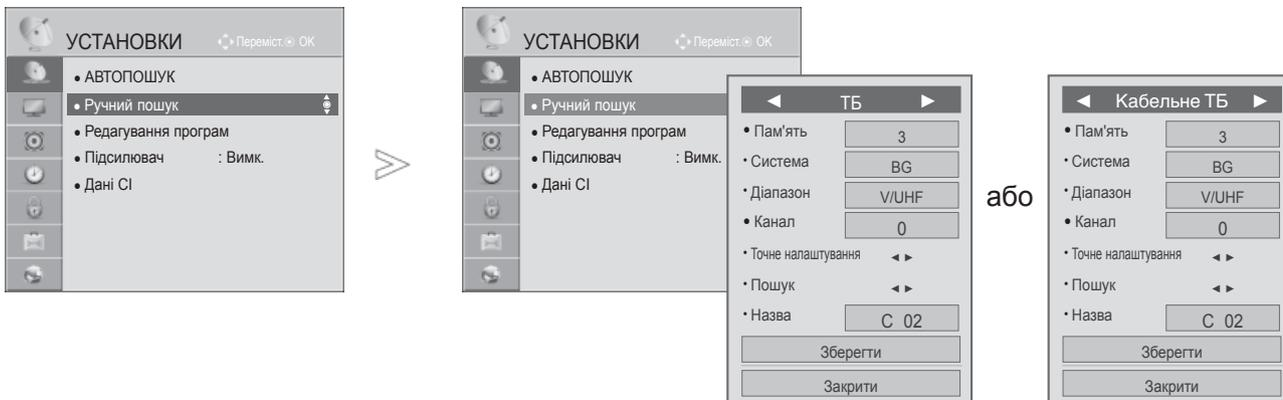 УСТАНОВКИ Переміст. OK
• АВТОПОШУК
• Ручний пошук
• Редагування програм
• Підсилювач : Вимк.
• Дані CI
УСТАНОВКИ Переміст. OK
• АВТОПОШУК
• Ручний пошук
• Редагування програм
• Підсилювач : Вимк.
• Дані CI
◄ ТБ ►
• Пам'ять 3
• Система BG
• Діапазон V/UHF
• Канал 0
• Точне налаштування ◄ ►
• Пошук ◄ ►
• Назва C 02
Зберегти
Закрити
або
◄ Кабельне ТБ ►
• Пам'ять 3
• Система BG
• Діапазон V/UHF
• Канал 0
• Точне налаштування ◄ ►
• Пошук ◄ ►
• Назва C 02
Зберегти
Закрити